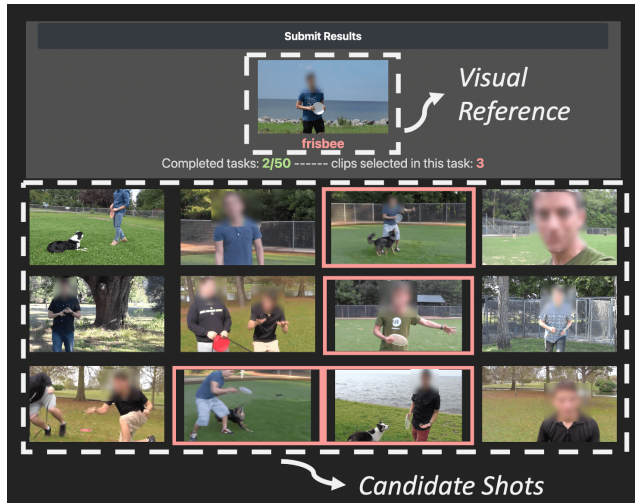 Submit Results
Visual
Reference
frisbee
Completed tasks: 2/50 ------ clips selected in this task: 3
Candidate Shots